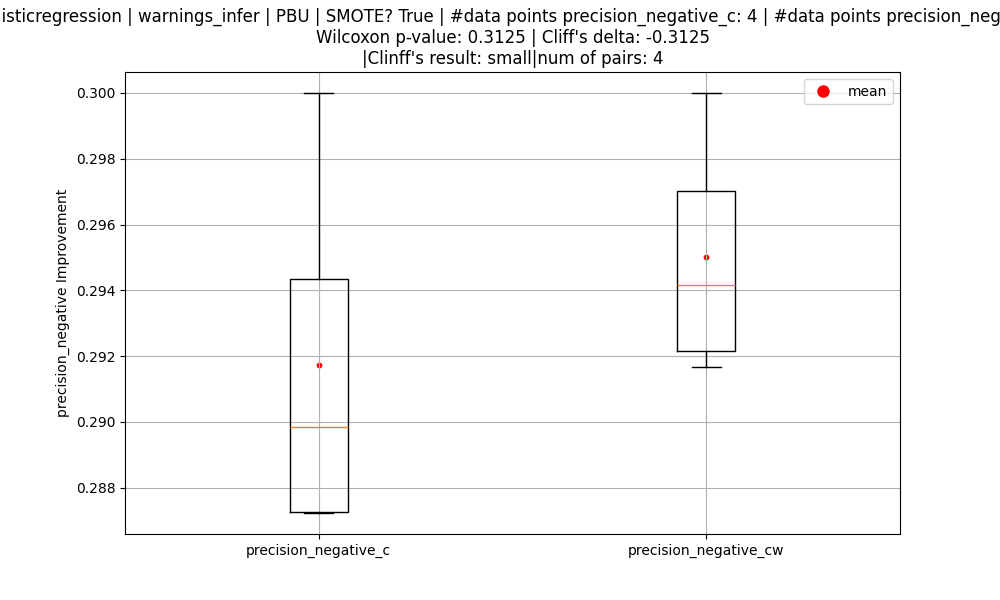 isticregression | warnings_infer | PBU | SMOTE? True | #data points precision_negative_c: 4 | #data points precision_neg
Wilcoxon p-value: 0.3125 | Cliff's delta: -0.3125
|Clinff's result: small|num of pairs: 4
mean
0.300
0.298
0.296
0.294
0.292
0.290
0.288
precision_negative Improvement
precision_negative_c
precision_negative_cw